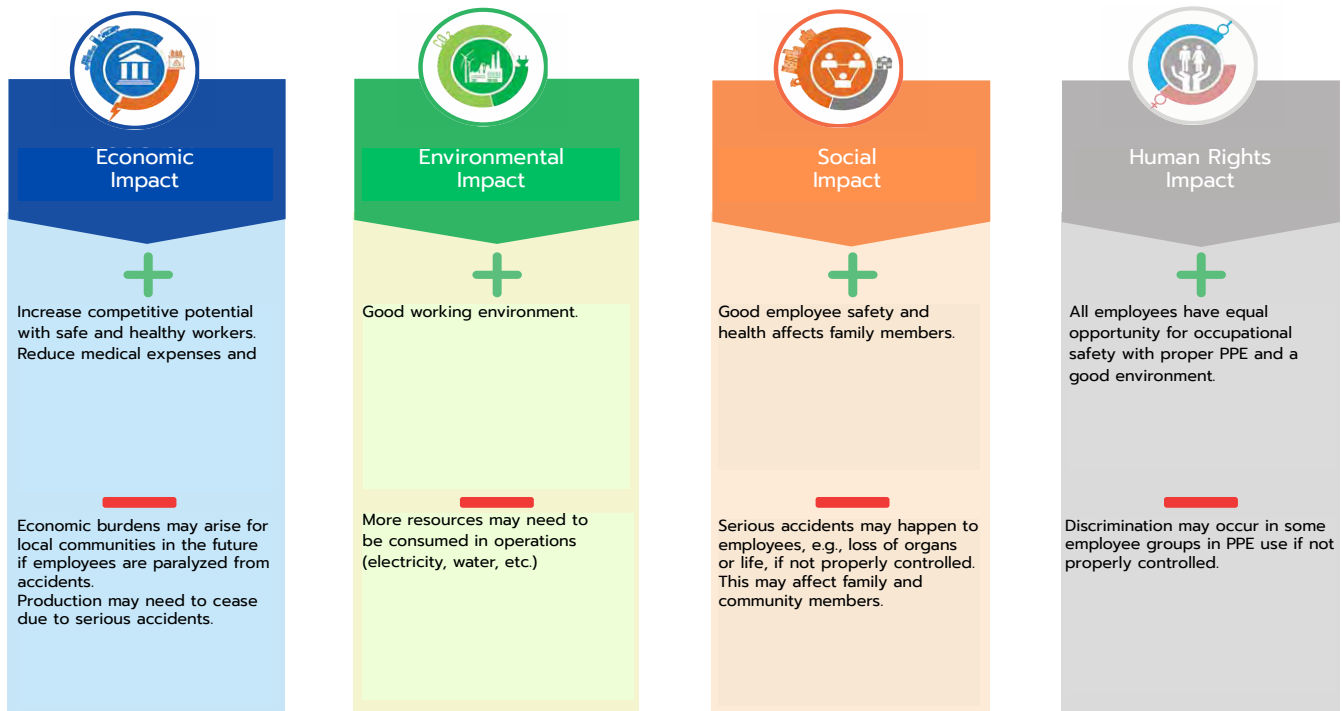 Economic
Impact
Increase competitive potential
with safe and healthy workers.
Reduce medical expenses and
Economic burdens may arise for
local communities in the future
if employees are paralyzed from
accidents.
Production may need to cease
due to serious accidents.
Environmental
Impact
Good working environment.
More resources may need to
be consumed in operations
(electricity, water, etc.)
Social
Impact
Good employee safety and
health affects family members.
Serious accidents may happen to
employees, e.g., loss of organs
or life, if not properly controlled.
This may affect family and
community members.
Human Rights
Impact
All employees have equal
opportunity for occupational
safety with proper PPE and a
good environment.
Discrimination may occur in some
employee groups in PPE use if not
properly controlled.